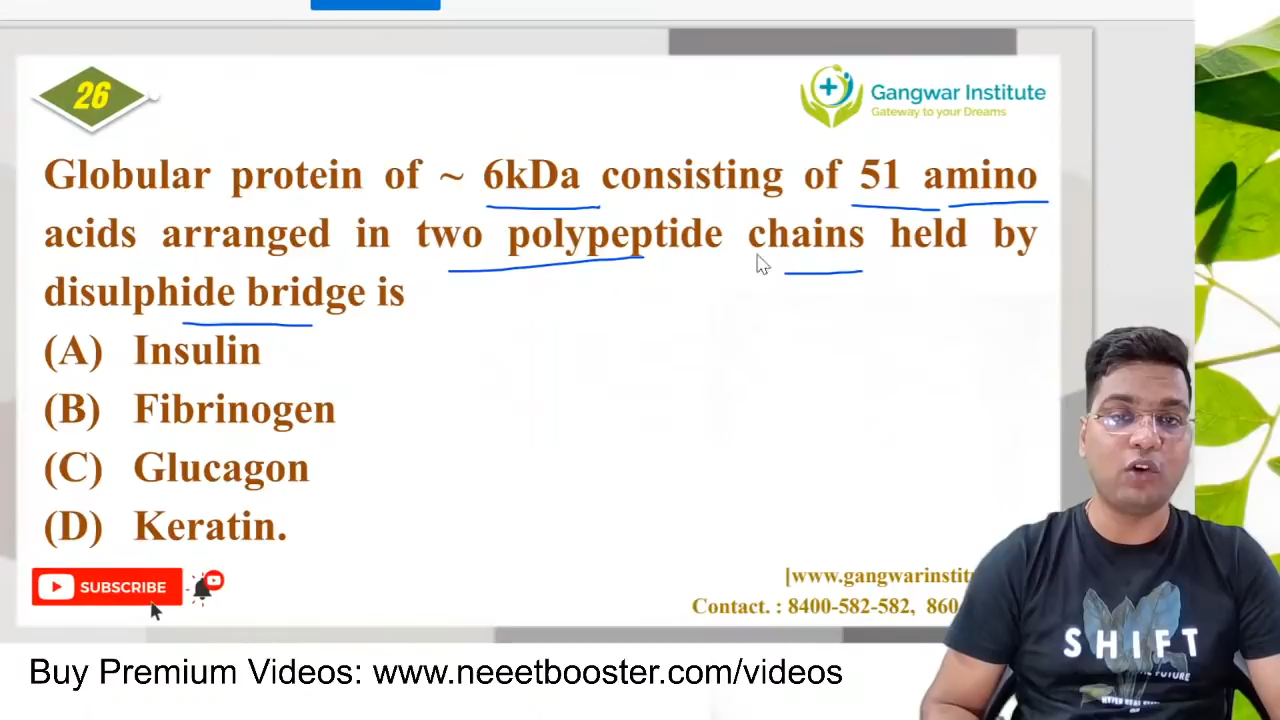 26
Gangwar Institute
Gateway to your Dreams
Globular protein of ~ 6kDa consisting of 51 amino
acids arranged in two polypeptide chains held by
disulphide bridge is
(A) Insulin
(B) Fibrinogen
(C) Glucagon
(D) Keratin.
SUBSCRIBE
Contact. : 8400-582-582,
SHIFT
Buy Premium Videos: www.neeetbooster.com/videos